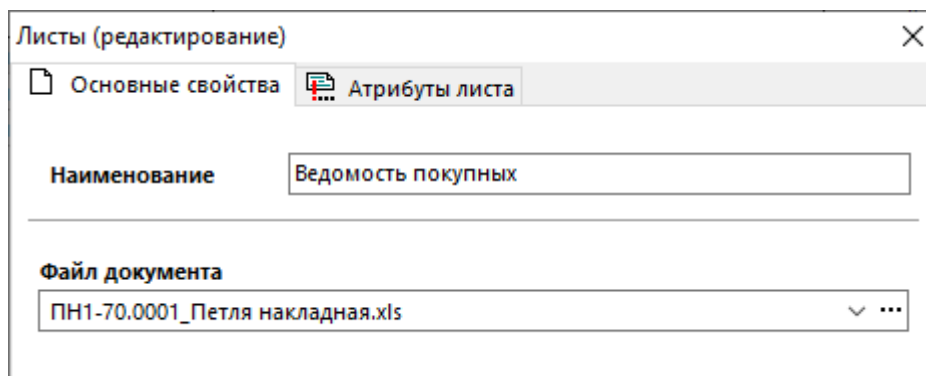 Листы (редактирование)
Основные свойства
Атрибуты листа
Наименование
Ведомость покупных
Файл документа
ПН1-70.0001_Петля накладная.xls